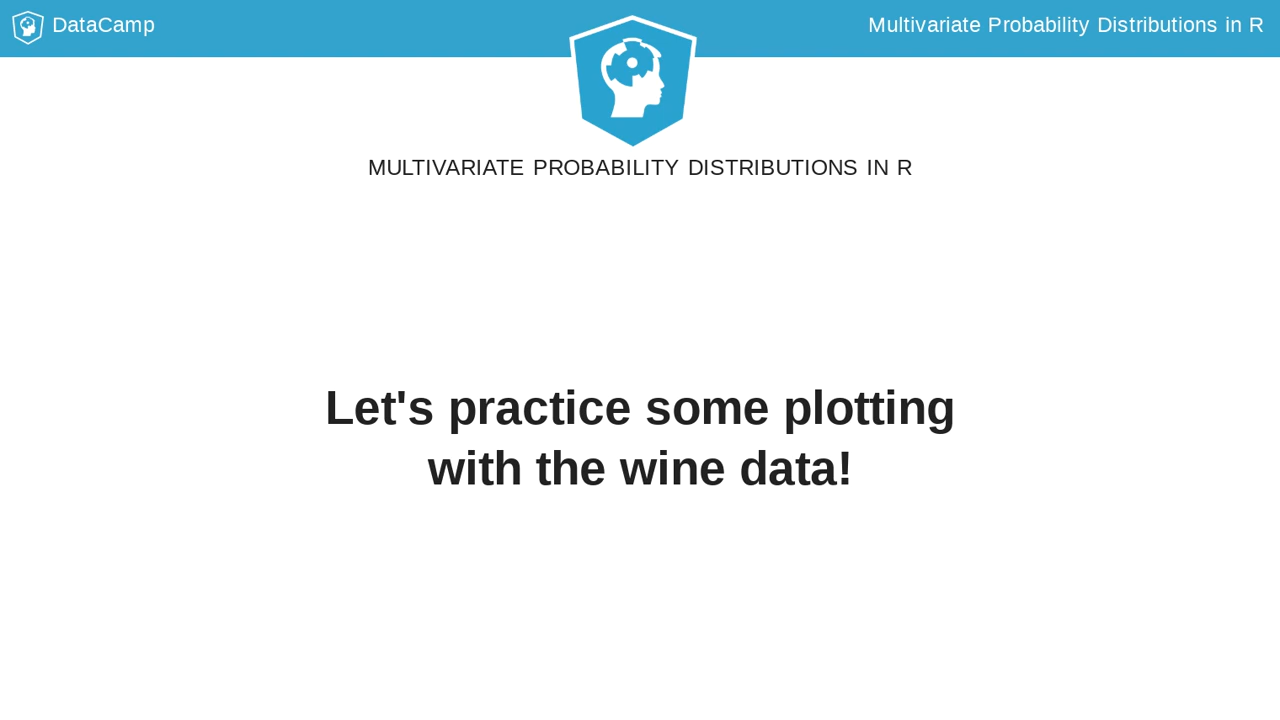 DataCamp
Multivariate Probability Distributions in R
MULTIVARIATE PROBABILITY DISTRIBUTIONS IN R
Let's practice some plotting
with the wine data!